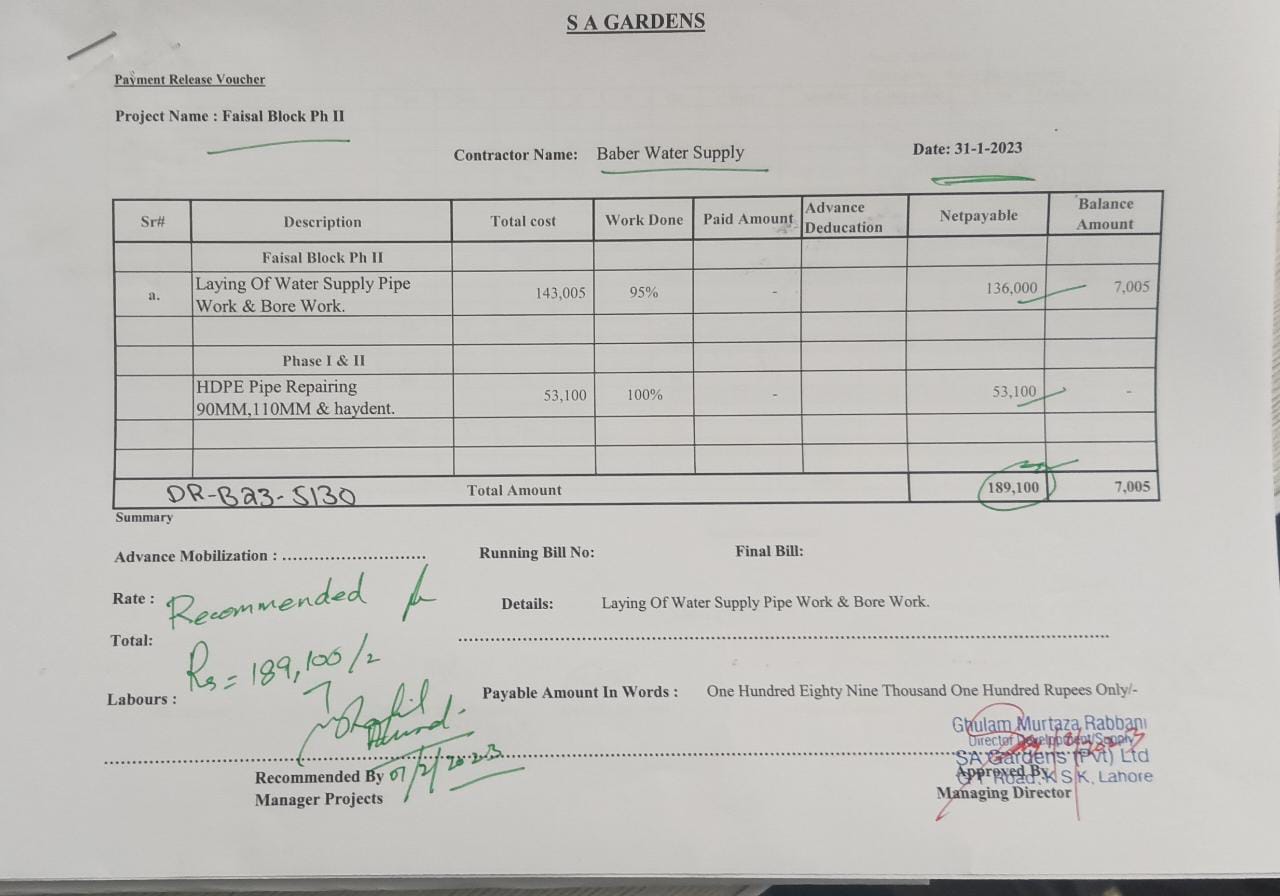 S A GARDENS
Payment Release Voucher
Project Name : Faisal Block Ph II
Contractor Name: Baber Water Supply
Date: 31-1-2023
Sr# Description Total cost Work Done Paid Amount Advance Deducation Netpayable Balance Amount
Faisal Block Ph II
a. Laying Of Water Supply Pipe Work & Bore Work. 143,005 95% - 136,000 7,005
Phase I & II
HDPE Pipe Repairing 90MM,110MM & haydent. 53,100 100% - 53,100 -
DR-B23-5130 Total Amount 189,100 7,005
Summary
Advance Mobilization : .......................... Running Bill No: Final Bill:
Rate : Recommended Details: Laying Of Water Supply Pipe Work & Bore Work.
Total:
Rs = 189,100/2
Labours : Payable Amount In Words : One Hundred Eighty Nine Thousand One Hundred Rupees Only/-
Ghulam Murtaza Rabbani
Director Development/Supply
SA Gardens (Pvt) Ltd
Recommended By 07/2/2023 Approved By
G T Road, K S K, Lahore
Manager Projects Managing Director